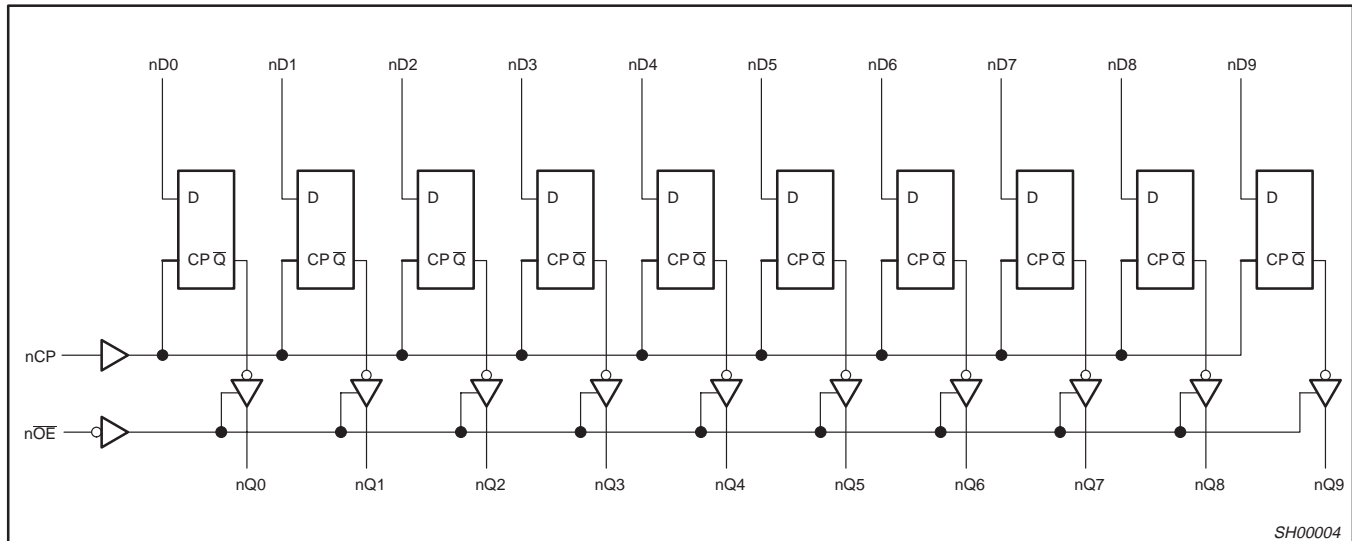 nD0 nD1 nD2 nD3 nD4 nD5 nD6 nD7 nD8 nD9
D D D D D D D D D D
CP Q̅ CP Q̅ CP Q̅ CP Q̅ CP Q̅ CP Q̅ CP Q̅ CP Q̅ CP Q̅ CP Q̅
nCP
nO̅E̅
nQ0 nQ1 nQ2 nQ3 nQ4 nQ5 nQ6 nQ7 nQ8 nQ9
SH00004